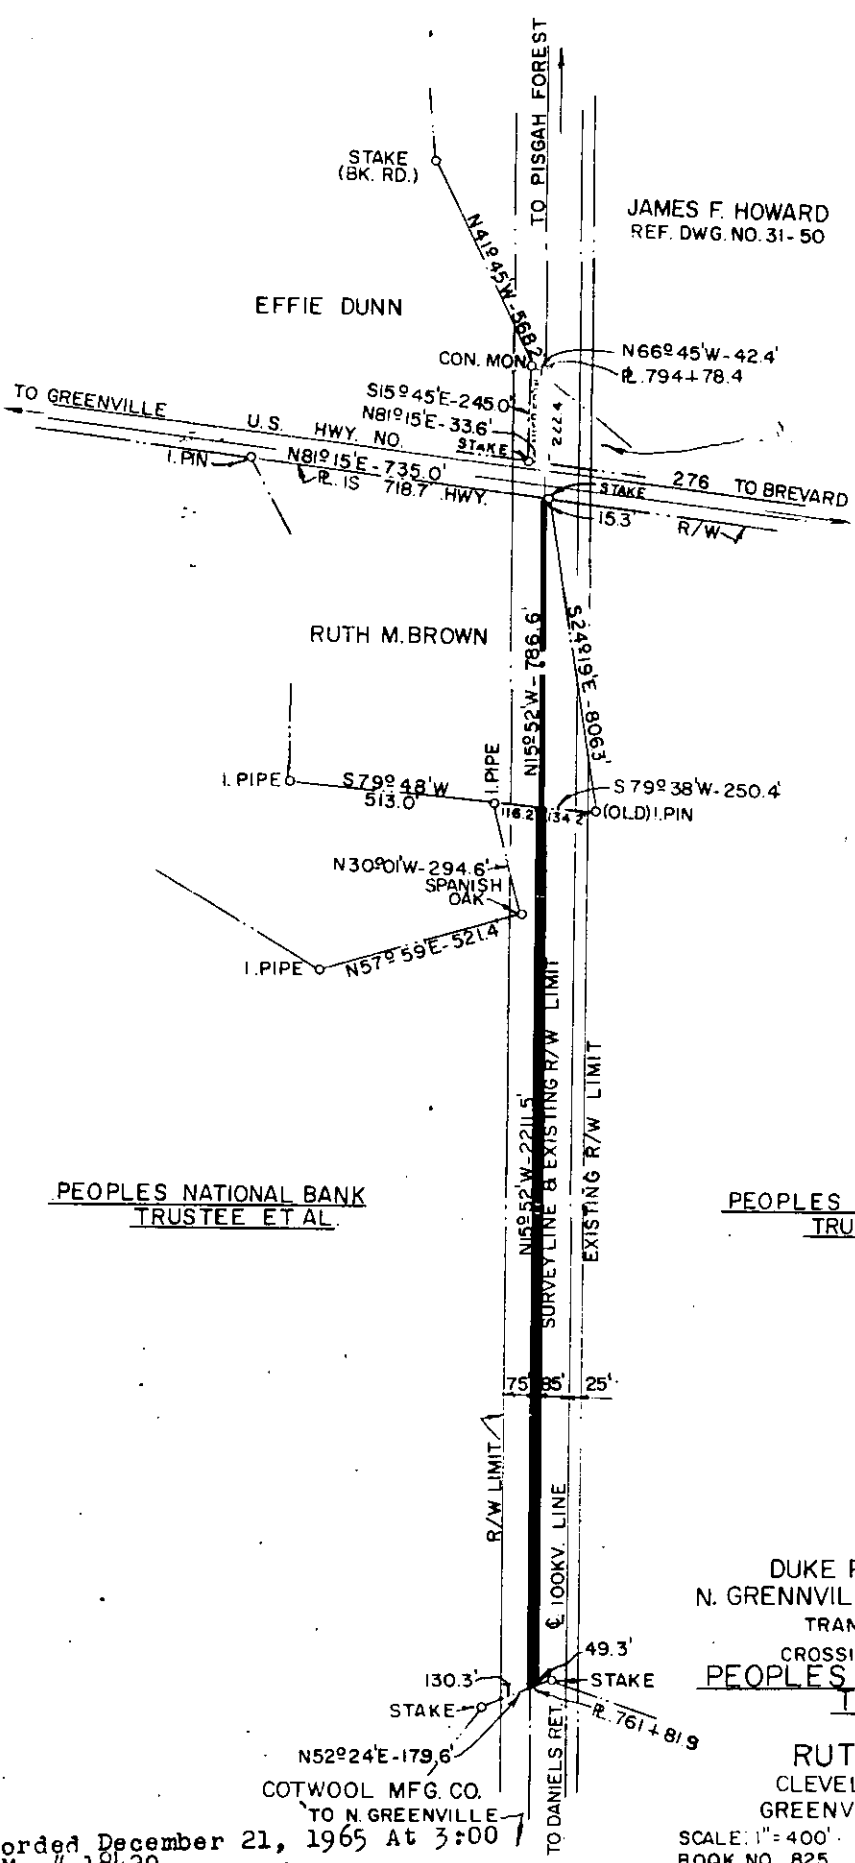 TO PISGAH FOREST
STAKE
(BK. RD.)
JAMES F. HOWARD
REF. DWG. NO. 31-50
N41º45'W-568.2'
EFFIE DUNN
CON. MON.
N66º45'W-42.4'
PL. 794+78.4
S15º45'E-245.0'
N81º15'E-33.6'
STAKE
222.4
TO GREENVILLE
U.S. HWY. NO.
276 TO BREVARD
I. PIN
N81º15'E-735.0'
PL. IS 718.7' HWY.
STAKE
15.3'
R/W
RUTH M. BROWN
N15º52'W-786.6'
S24º19'E-806.3'
I. PIPE
I. PIPE
S79º48'W
513.0'
S79º38'W-250.4'
116.2'
134.2'
(OLD) I. PIN
N30º01'W-294.6'
SPANISH
OAK
I. PIPE
N57º59'E-521.4'
N15º52'W-2211.5'
SURVEY LINE & EXISTING R/W LIMIT
EXISTING R/W LIMIT
PEOPLES NATIONAL BANK
TRUSTEE ET AL.
PEOPLES
TRU
75' 85' 25'
R/W LIMIT
℄ 100KV. LINE
DUKE P
N. GRENNVIL
TRAN
CROSSI
PEOPLES
T
130.3'
49.3'
STAKE
STAKE
PL. 761+81.9
N52º24'E-179.6'
RUT
CLEVEL
GREENV
COTWOOL MFG. CO.
TO N. GREENVILLE
TO DANIELS RET.
SCALE: 1"=400'
BOOK NO. 825
orded December 21, 1965 At 3:00